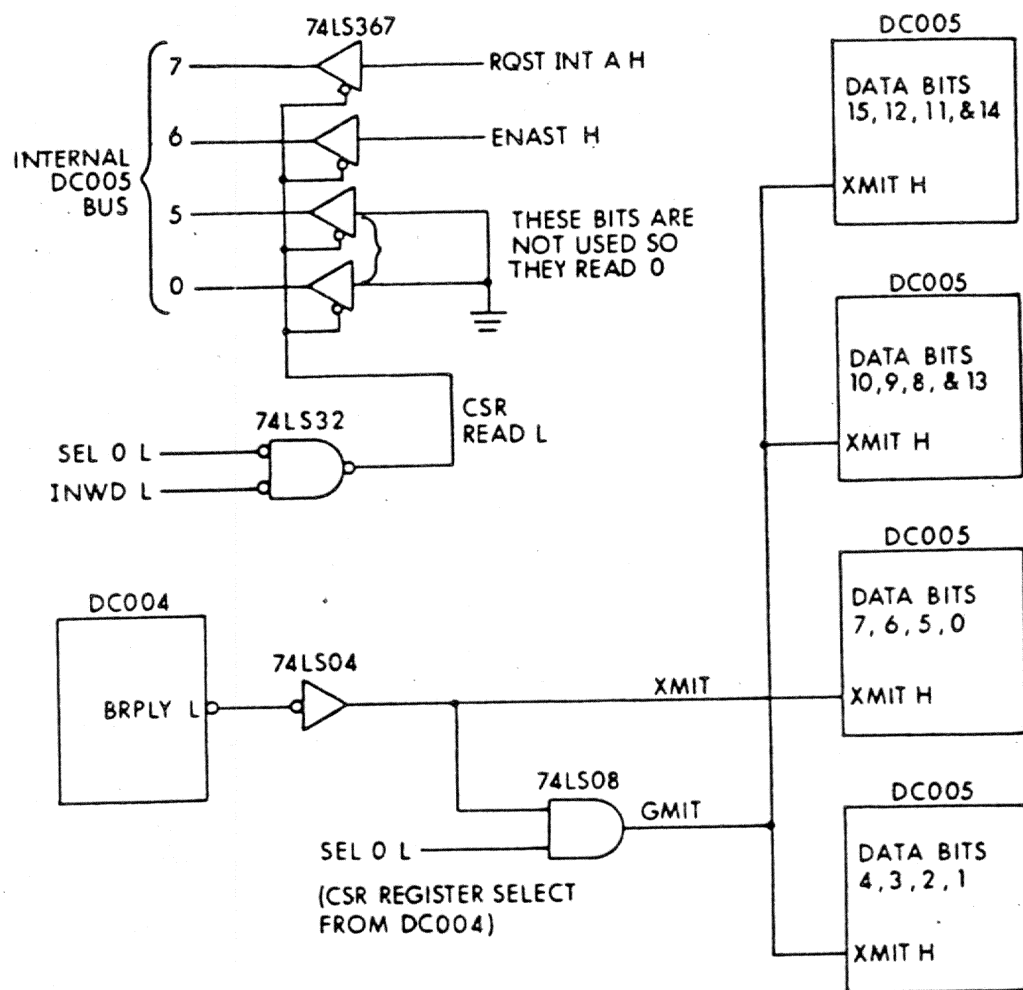 74LS367
7
RQST INT A H
6
ENAST H
INTERNAL
DC005
BUS
5
0
THESE BITS ARE
NOT USED SO
THEY READ 0
CSR
READ L
74LS32
SEL 0 L
INWD L
DC004
BRPLY L
74LS04
XMIT
74LS08
GMIT
SEL 0 L
(CSR REGISTER SELECT
FROM DC004)
DC005
DATA BITS
15, 12, 11, & 14
XMIT H
DC005
DATA BITS
10, 9, 8, & 13
XMIT H
DC005
DATA BITS
7, 6, 5, 0
XMIT H
DC005
DATA BITS
4, 3, 2, 1
XMIT H